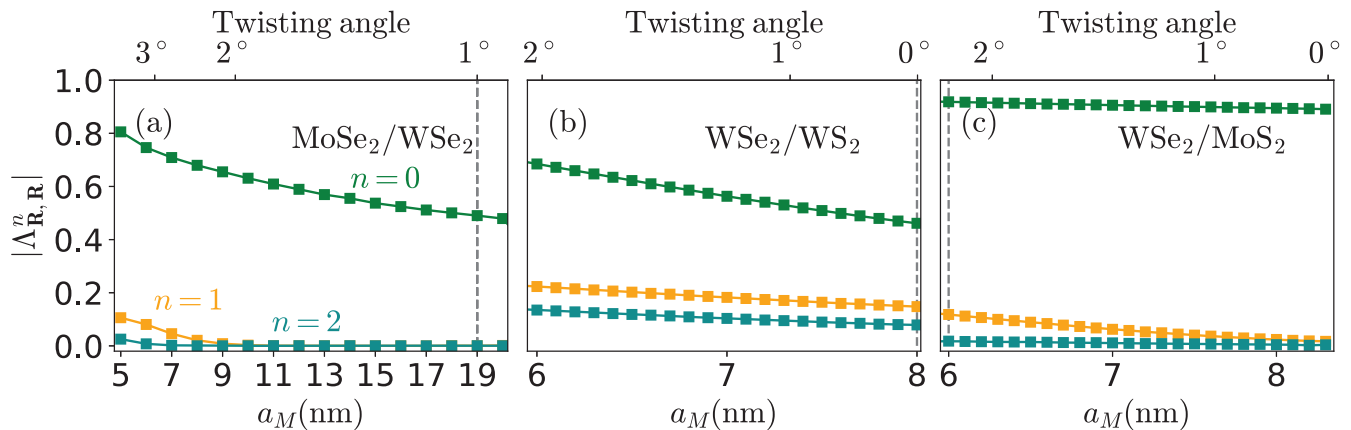 Twisting angle Twisting angle Twisting angle
3° 2° 1° 2° 1° 0° 2° 1° 0°
1.0
(a) MoSe₂/WSe₂ (b) WSe₂/WS₂ (c) WSe₂/MoS₂
0.8
n = 0
0.6
|Λⁿ_R, R|
0.4
0.2
n = 1
n = 2
0.0
5 7 9 11 13 15 17 19 6 7 8 6 7 8
a_M(nm) a_M(nm) a_M(nm)